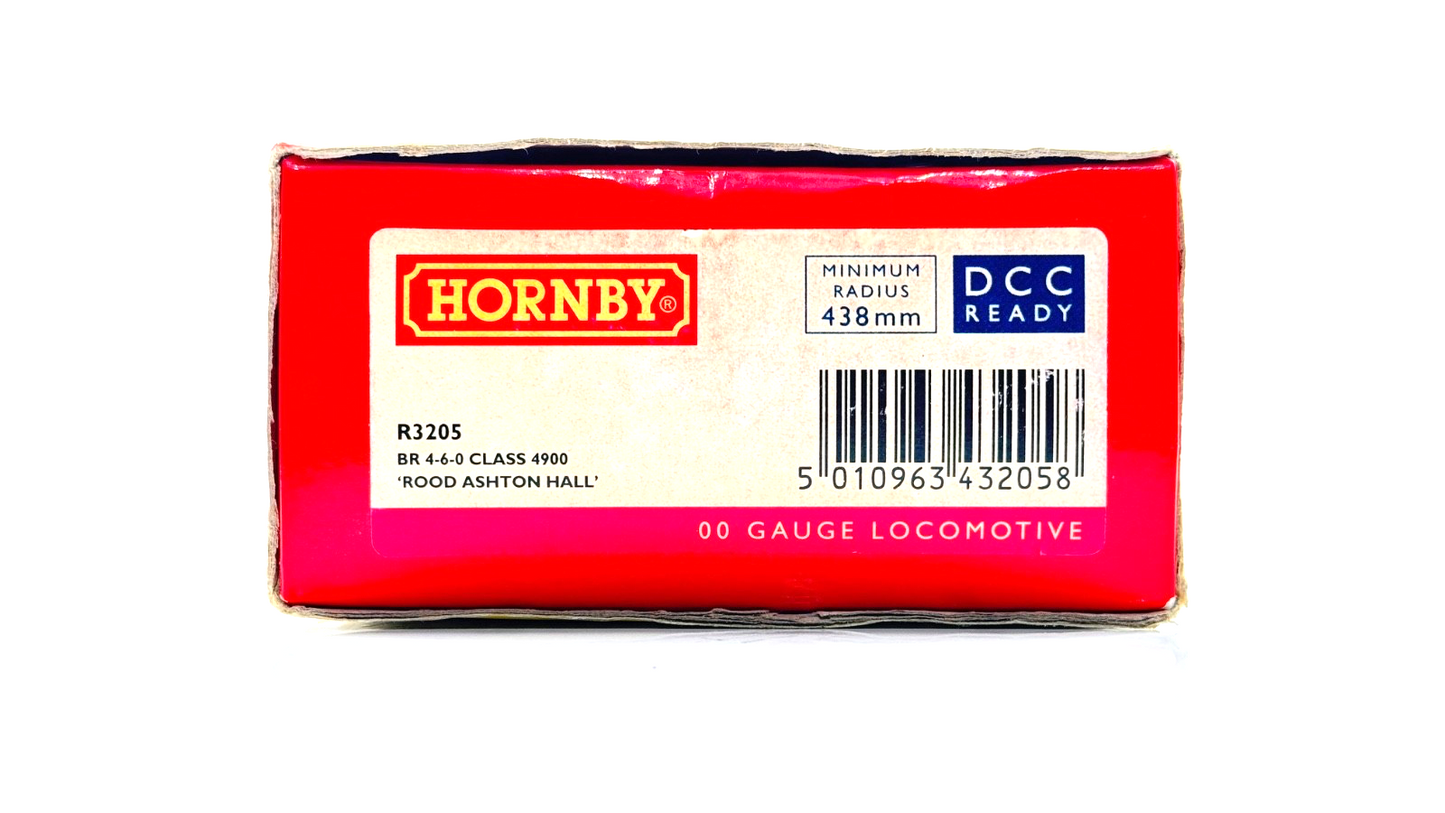 HORNBY®
MINIMUM
RADIUS
438mm
DCC
READY
R3205
BR 4-6-0 CLASS 4900
‘ROOD ASHTON HALL’
5 010963 432058
00 GAUGE LOCOMOTIVE